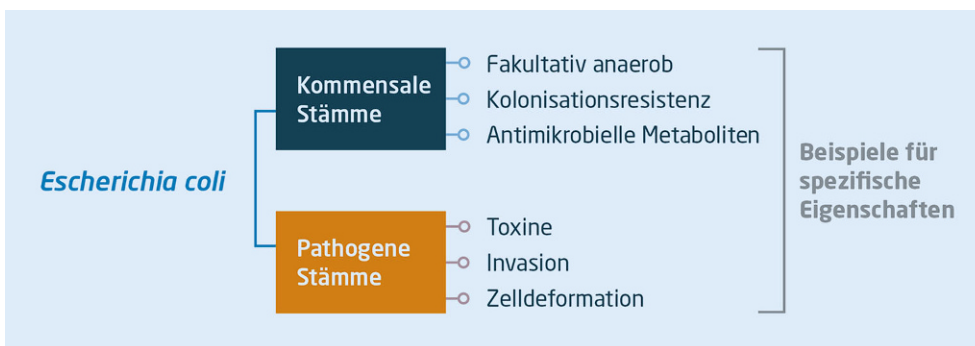 Escherichia coli
Kommensale
Stämme
Fakultativ anaerob
Kolonisationsresistenz
Antimikrobielle Metaboliten
Pathogene
Stämme
Toxine
Invasion
Zelldeformation
Beispiele für
spezifische
Eigenschaften